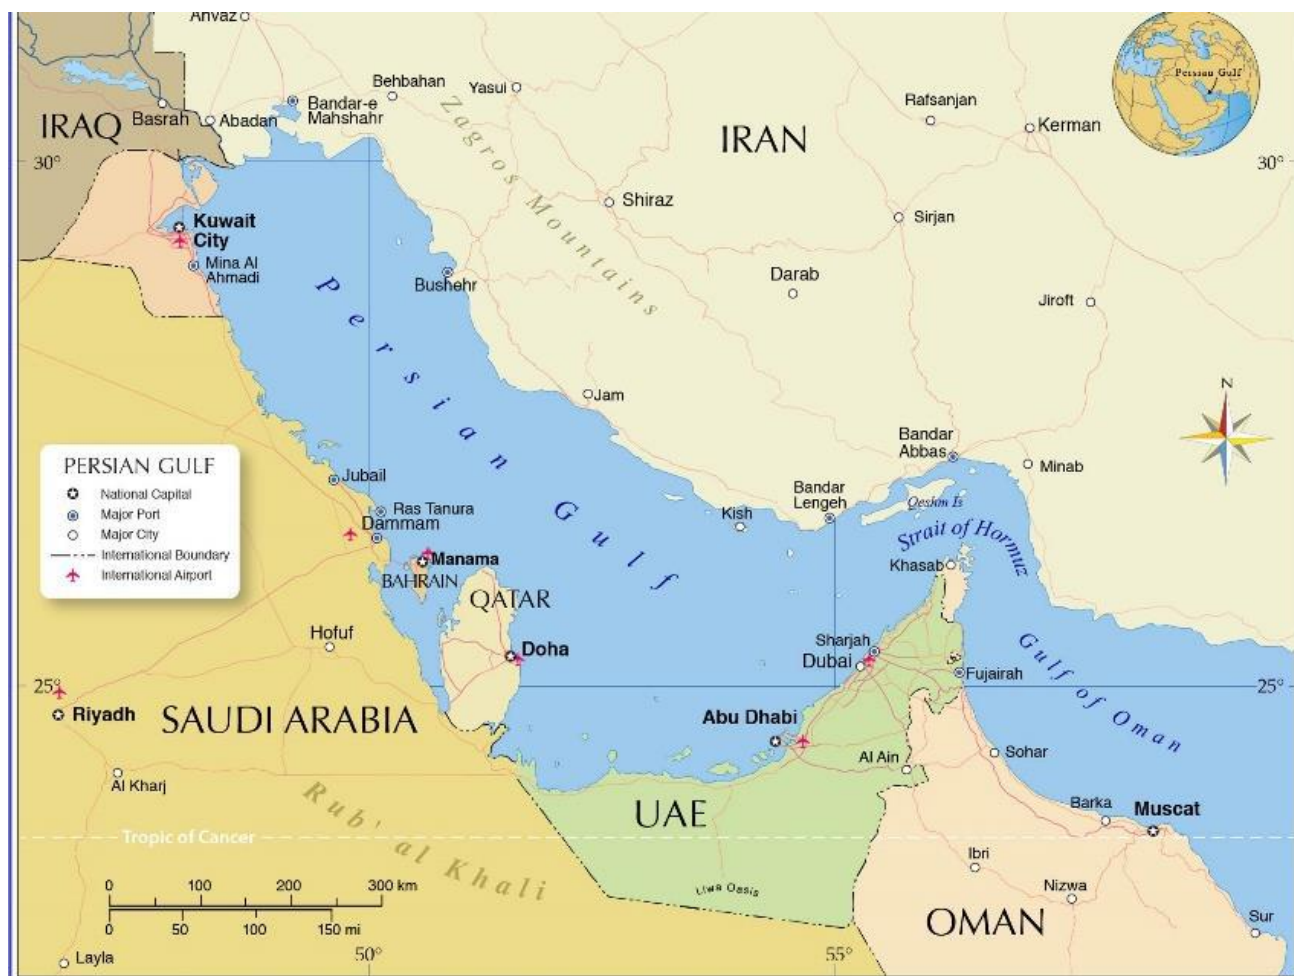 Ahvaz
Behbahan
Yasui
Bandar-e
Mahshahr
Basrah
Abadan
IRAQ
Zagros Mountains
IRAN
Rafsanjan
Kerman
Persian Gulf
30°
30°
Shiraz
Sirjan
Kuwait
City
Mina Al
Ahmadi
Bushehr
Darab
Jiroft
Persian Gulf
Jam
N
Bandar
Abbas
Minab
PERSIAN GULF
National Capital
Major Port
Major City
International Boundary
International Airport
Jubail
Ras Tanura
Dammam
Bandar
Lengeh
Kish
Qeshm Is
Strait of Hormuz
Khasab
Manama
BAHRAIN
QATAR
Hofuf
Doha
Sharjah
Dubai
Fujairah
Gulf of Oman
25°
25°
Riyadh
SAUDI ARABIA
Abu Dhabi
Al Ain
Sohar
Al Kharj
Rub' al Khali
UAE
Barka
Muscat
Tropic of Cancer
Ibri
Nizwa
Liwa Oasis
OMAN
Sur
0 100 200 300 km
0 50 100 150 mi
Layla
50°
55°